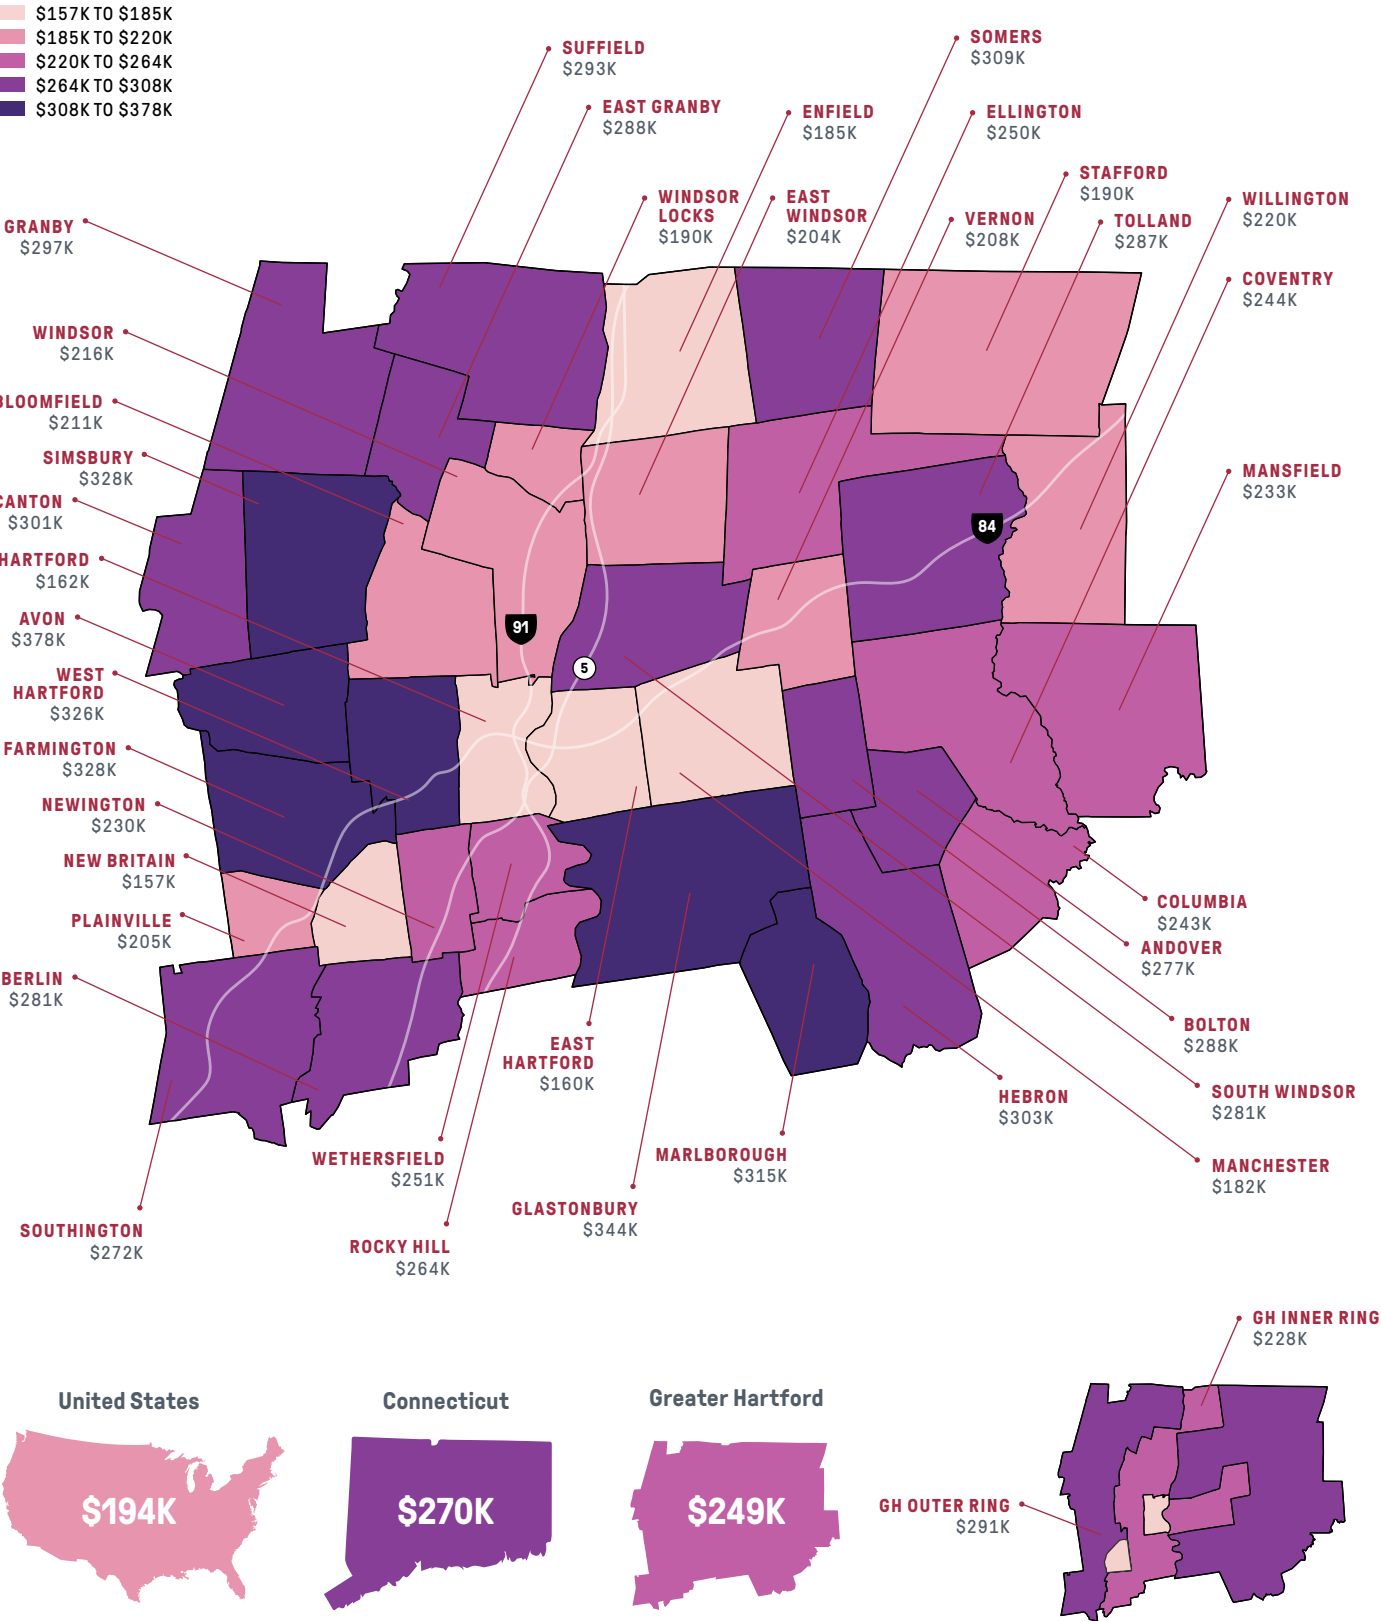 $157K TO $185K
$185K TO $220K
$220K TO $264K
$264K TO $308K
$308K TO $378K
SUFFIELD
$293K
SOMERS
$309K
EAST GRANBY
$288K
ENFIELD
$185K
ELLINGTON
$250K
STAFFORD
$190K
WINDSOR
LOCKS
$190K
EAST
WINDSOR
$204K
VERNON
$208K
TOLLAND
$287K
WILLINGTON
$220K
GRANBY
$297K
COVENTRY
$244K
WINDSOR
$216K
BLOOMFIELD
$211K
SIMSBURY
$328K
MANSFIELD
$233K
CANTON
$301K
84
HARTFORD
$162K
AVON
$378K
91
5
WEST
HARTFORD
$326K
FARMINGTON
$328K
NEWINGTON
$230K
NEW BRITAIN
$157K
PLAINVILLE
$205K
BERLIN
$281K
COLUMBIA
$243K
ANDOVER
$277K
BOLTON
$288K
EAST
HARTFORD
$160K
SOUTH WINDSOR
$281K
HEBRON
$303K
WETHERSFIELD
$251K
MARLBOROUGH
$315K
MANCHESTER
$182K
GLASTONBURY
$344K
SOUTHINGTON
$272K
ROCKY HILL
$264K
GH INNER RING
$228K
United States
$194K
Connecticut
$270K
Greater Hartford
$249K
GH OUTER RING
$291K